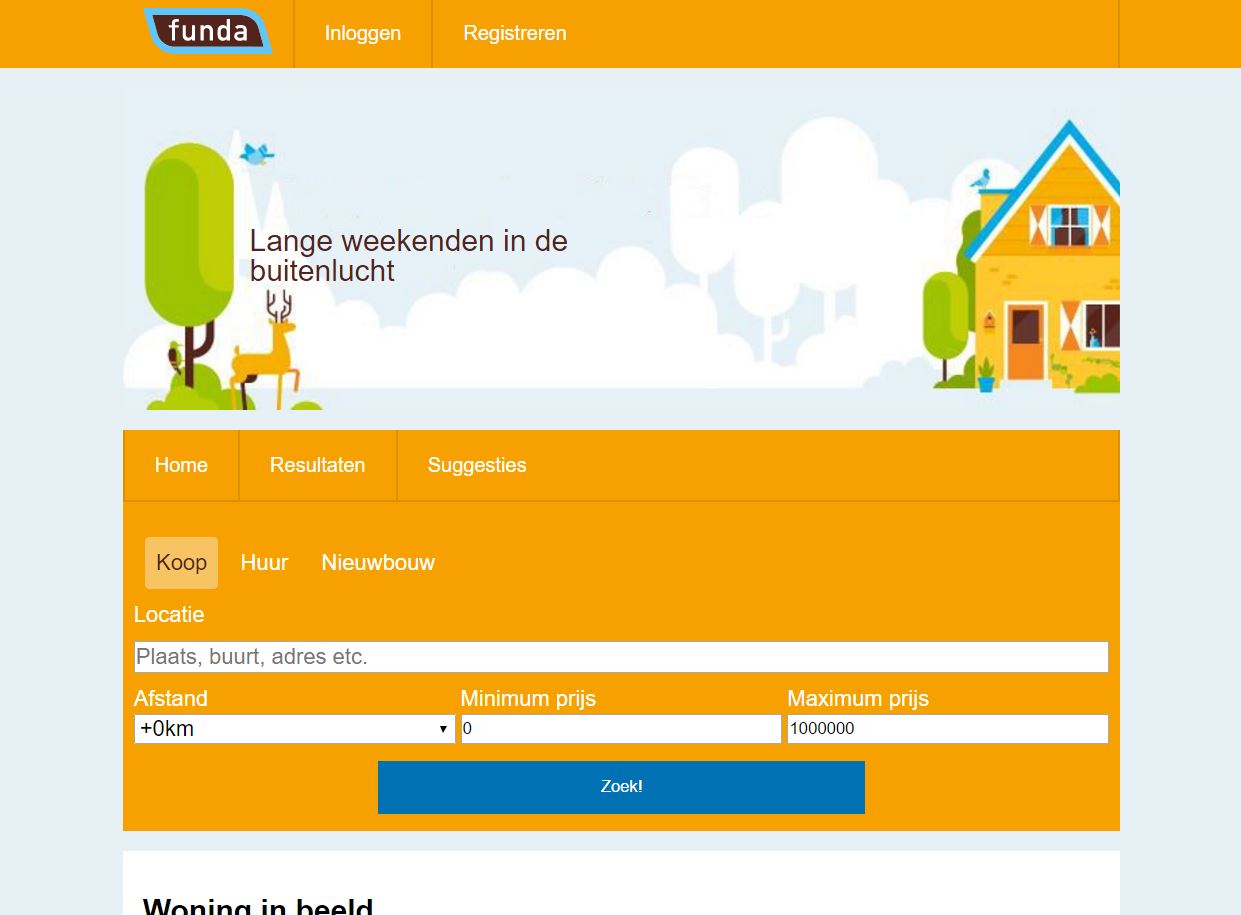 funda
Inloggen
Registreren
Lange weekenden in de
buitenlucht
Home
Resultaten
Suggesties
Koop
Huur
Nieuwbouw
Locatie
Plaats, buurt, adres etc.
Afstand
Minimum prijs
Maximum prijs
+0km
0
1000000
Zoek!
Woning in beeld